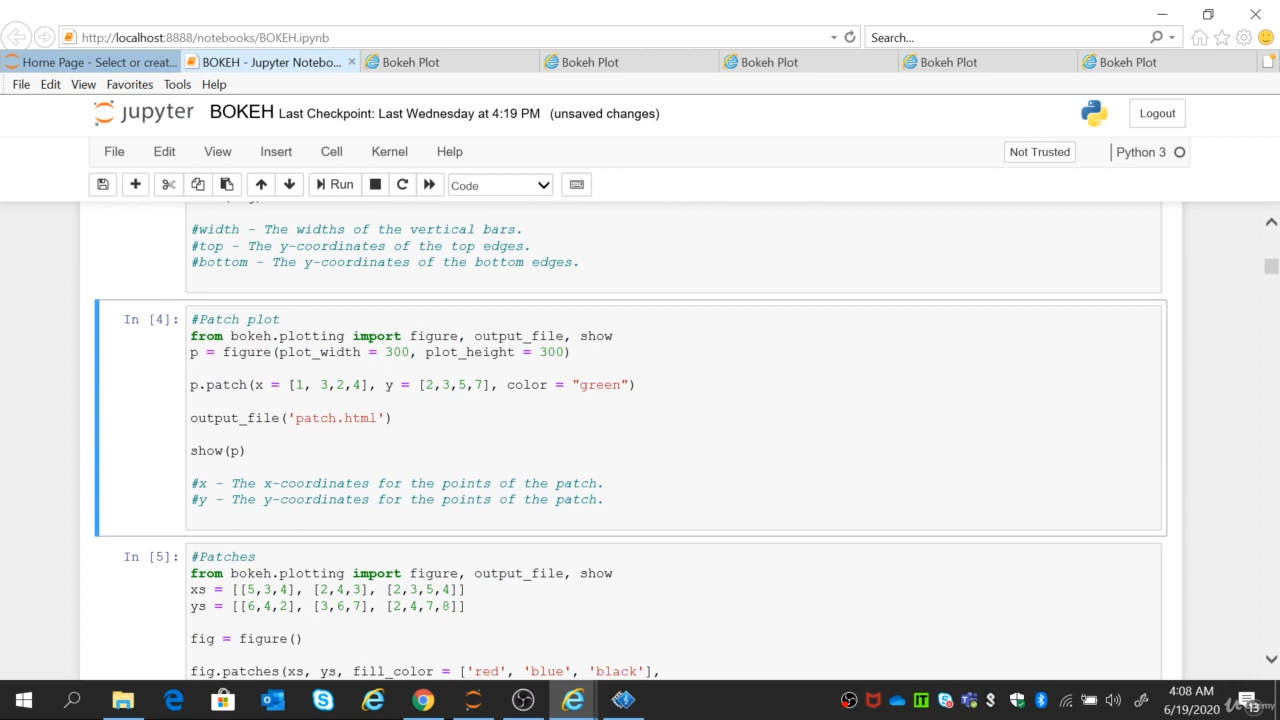 http://localhost:8888/notebooks/BOKEH.ipynb
Search...
Home Page - Select or creat...
BOKEH - Jupyter Notebo...
Bokeh Plot
Bokeh Plot
Bokeh Plot
Bokeh Plot
Bokeh Plot
File Edit View Favorites Tools Help
jupyter BOKEH Last Checkpoint: Last Wednesday at 4:19 PM (unsaved changes)
Logout
File Edit View Insert Cell Kernel Help
Not Trusted
Python 3
Run
Code
#width - The widths of the vertical bars.
#top - The y-coordinates of the top edges.
#bottom - The y-coordinates of the bottom edges.
In [4]:
#Patch plot
from bokeh.plotting import figure, output_file, show
p = figure(plot_width = 300, plot_height = 300)
p.patch(x = [1, 3,2,4], y = [2,3,5,7], color = "green")
output_file('patch.html')
show(p)
#x - The x-coordinates for the points of the patch.
#y - The y-coordinates for the points of the patch.
In [5]:
#Patches
from bokeh.plotting import figure, output_file, show
xs = [[5,3,4], [2,4,3], [2,3,5,4]]
ys = [[6,4,2], [3,6,7], [2,4,7,8]]
fig = figure()
fig.patches(xs, ys, fill_color = ['red', 'blue', 'black'],
4:08 AM
6/19/2020
13